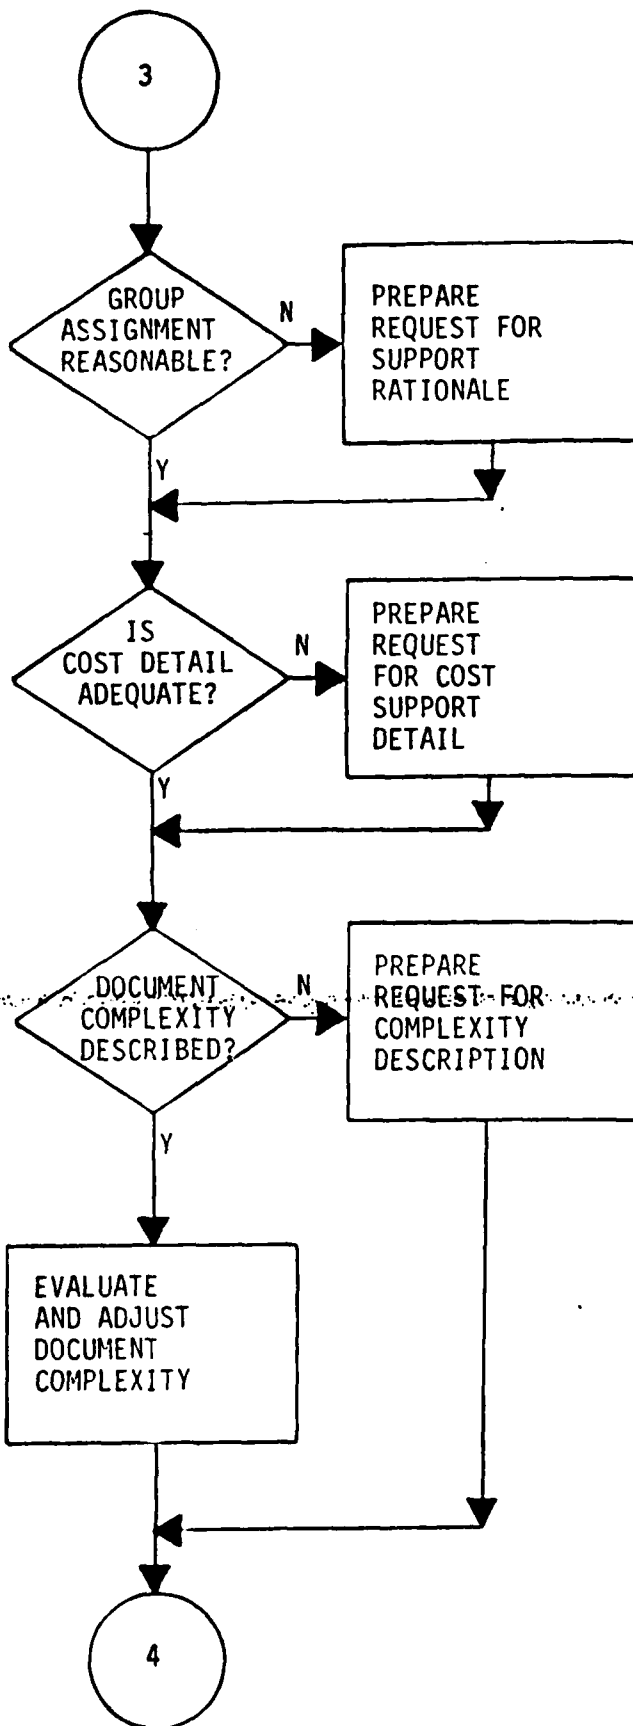 3
GROUP
ASSIGNMENT
REASONABLE?
N
PREPARE
REQUEST FOR
SUPPORT
RATIONALE
Y
IS
COST DETAIL
ADEQUATE?
N
PREPARE
REQUEST
FOR COST
SUPPORT
DETAIL
Y
DOCUMENT
COMPLEXITY
DESCRIBED?
N
PREPARE
REQUEST FOR
COMPLEXITY
DESCRIPTION
Y
EVALUATE
AND ADJUST
DOCUMENT
COMPLEXITY
4